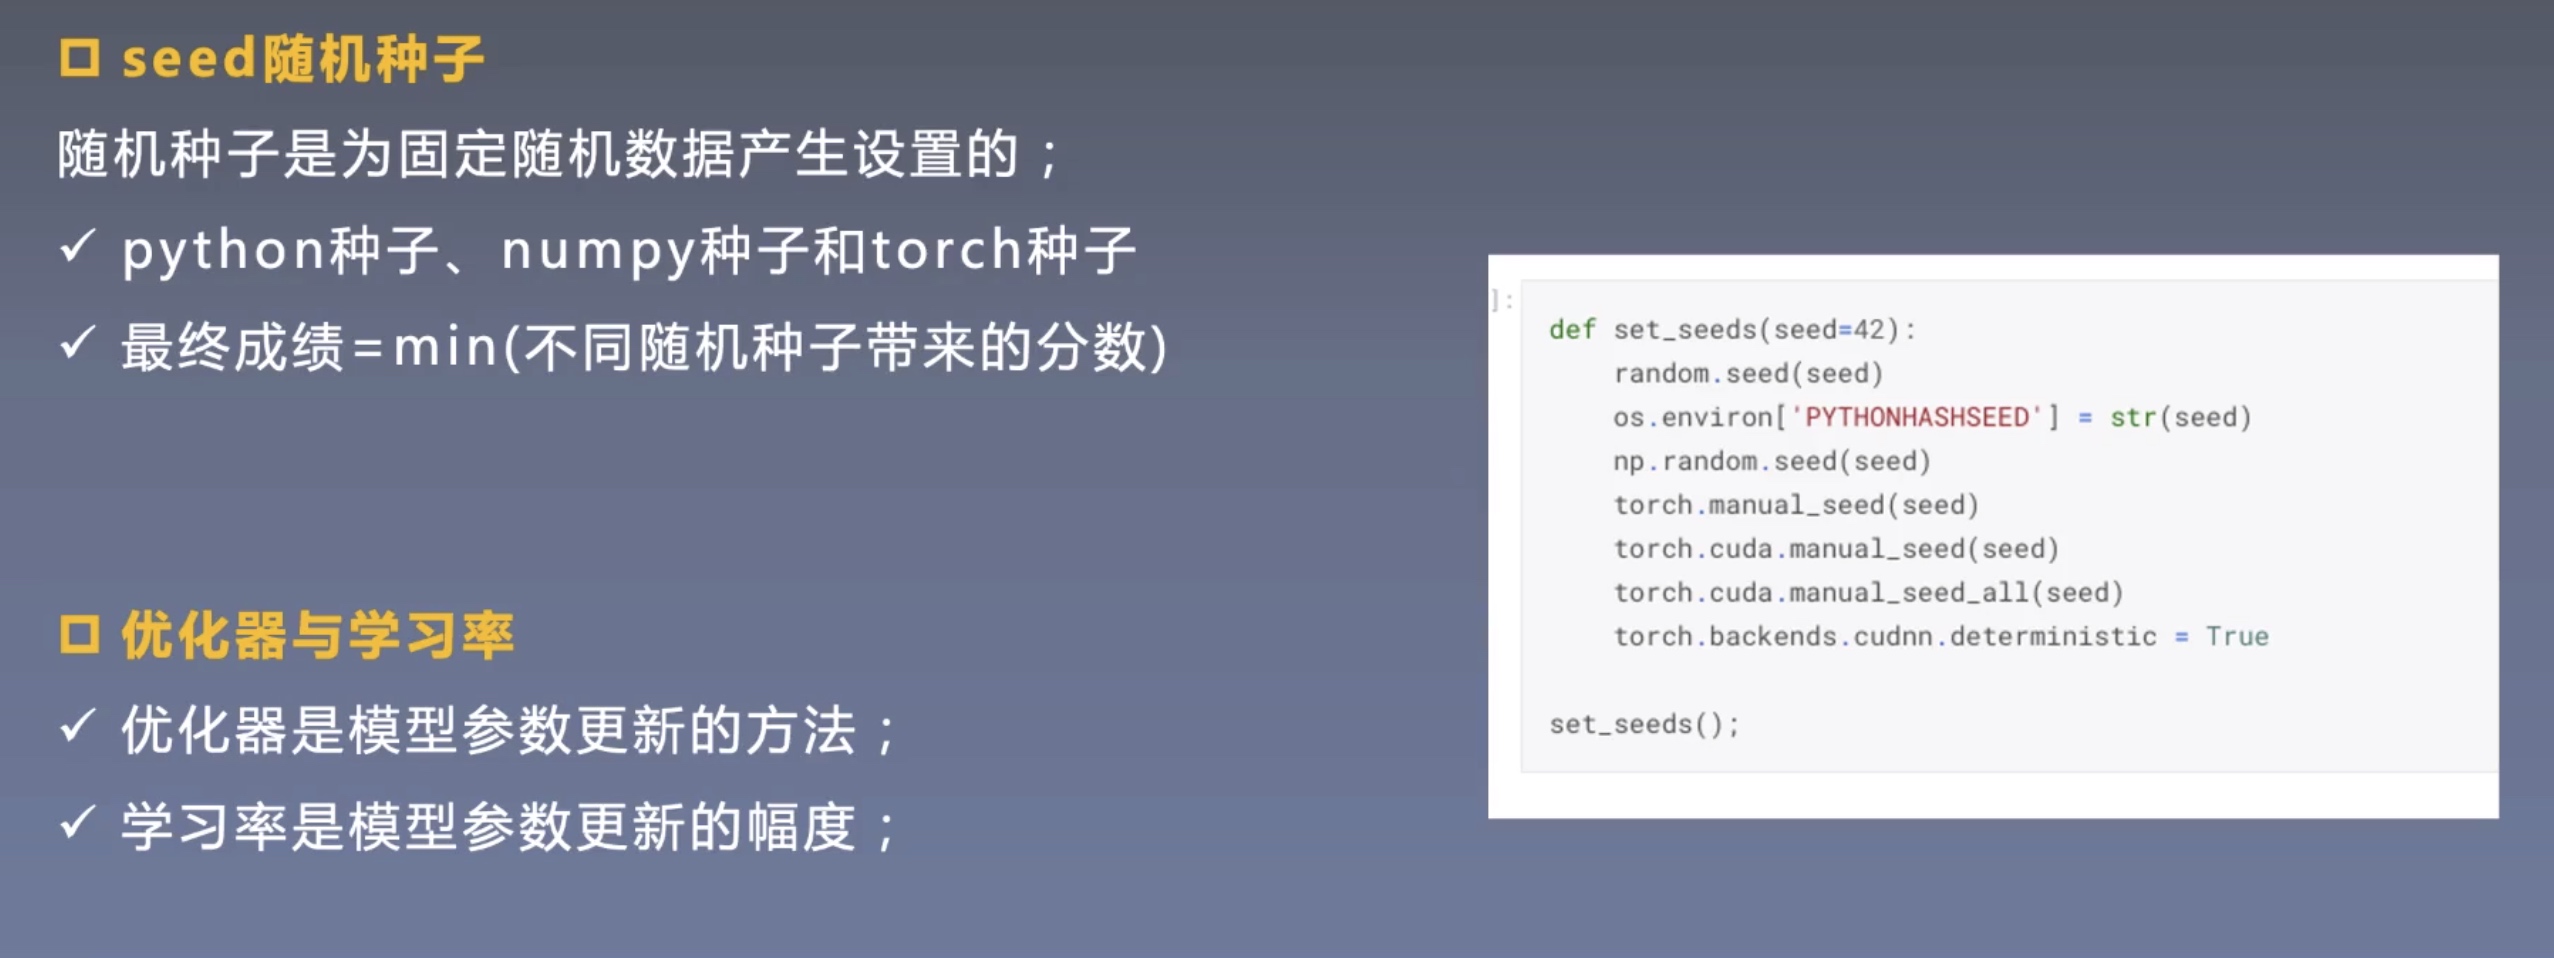 seed随机种子
随机种子是为固定随机数据产生设置的；
✓ python种子、numpy种子和torch种子
✓ 最终成绩=min(不同随机种子带来的分数)
优化器与学习率
✓ 优化器是模型参数更新的方法；
✓ 学习率是模型参数更新的幅度；
]:
def set_seeds(seed=42):
    random.seed(seed)
    os.environ['PYTHONHASHSEED'] = str(seed)
    np.random.seed(seed)
    torch.manual_seed(seed)
    torch.cuda.manual_seed(seed)
    torch.cuda.manual_seed_all(seed)
    torch.backends.cudnn.deterministic = True
set_seeds();